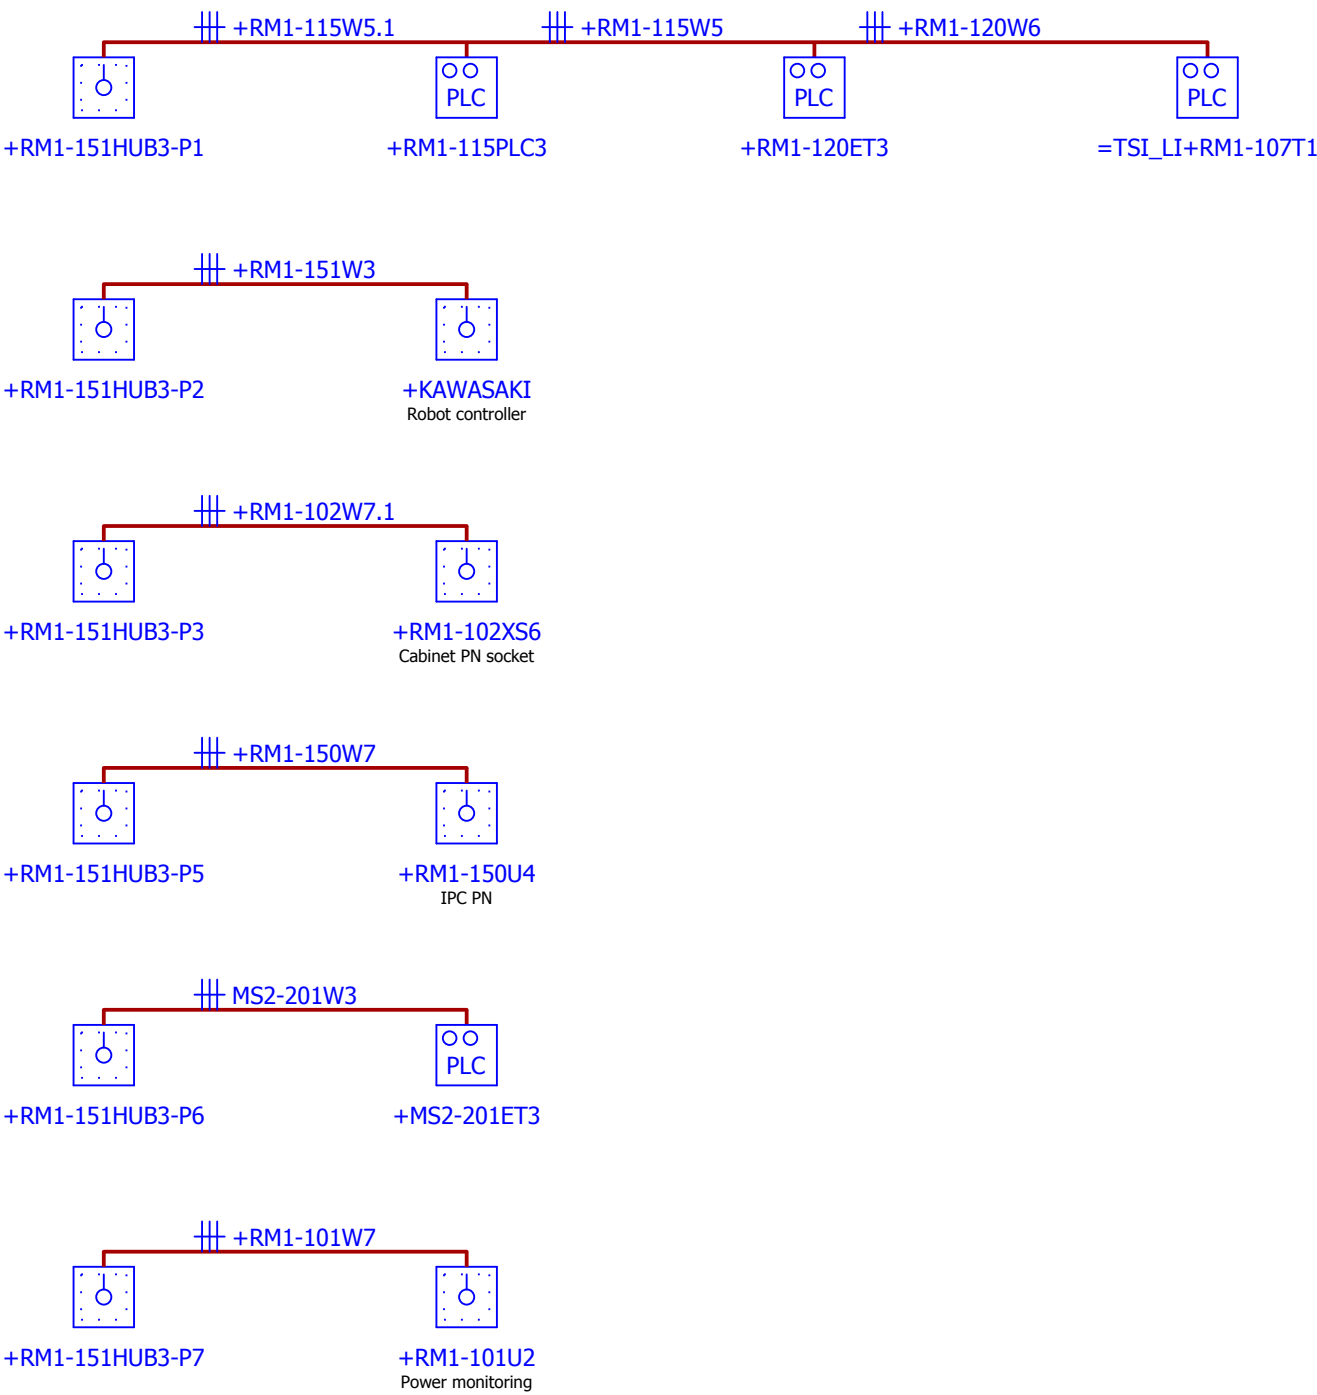 +RM1-115W5.1 +RM1-115W5 +RM1-120W6
PLC PLC PLC
+RM1-151HUB3-P1 +RM1-115PLC3 +RM1-120ET3 =TSI_LI+RM1-107T1
+RM1-151W3
+RM1-151HUB3-P2 +KAWASAKI
Robot controller
+RM1-102W7.1
+RM1-151HUB3-P3 +RM1-102XS6
Cabinet PN socket
+RM1-150W7
+RM1-151HUB3-P5 +RM1-150U4
IPC PN
MS2-201W3
PLC
+RM1-151HUB3-P6 +MS2-201ET3
+RM1-101W7
+RM1-151HUB3-P7 +RM1-101U2
Power monitoring